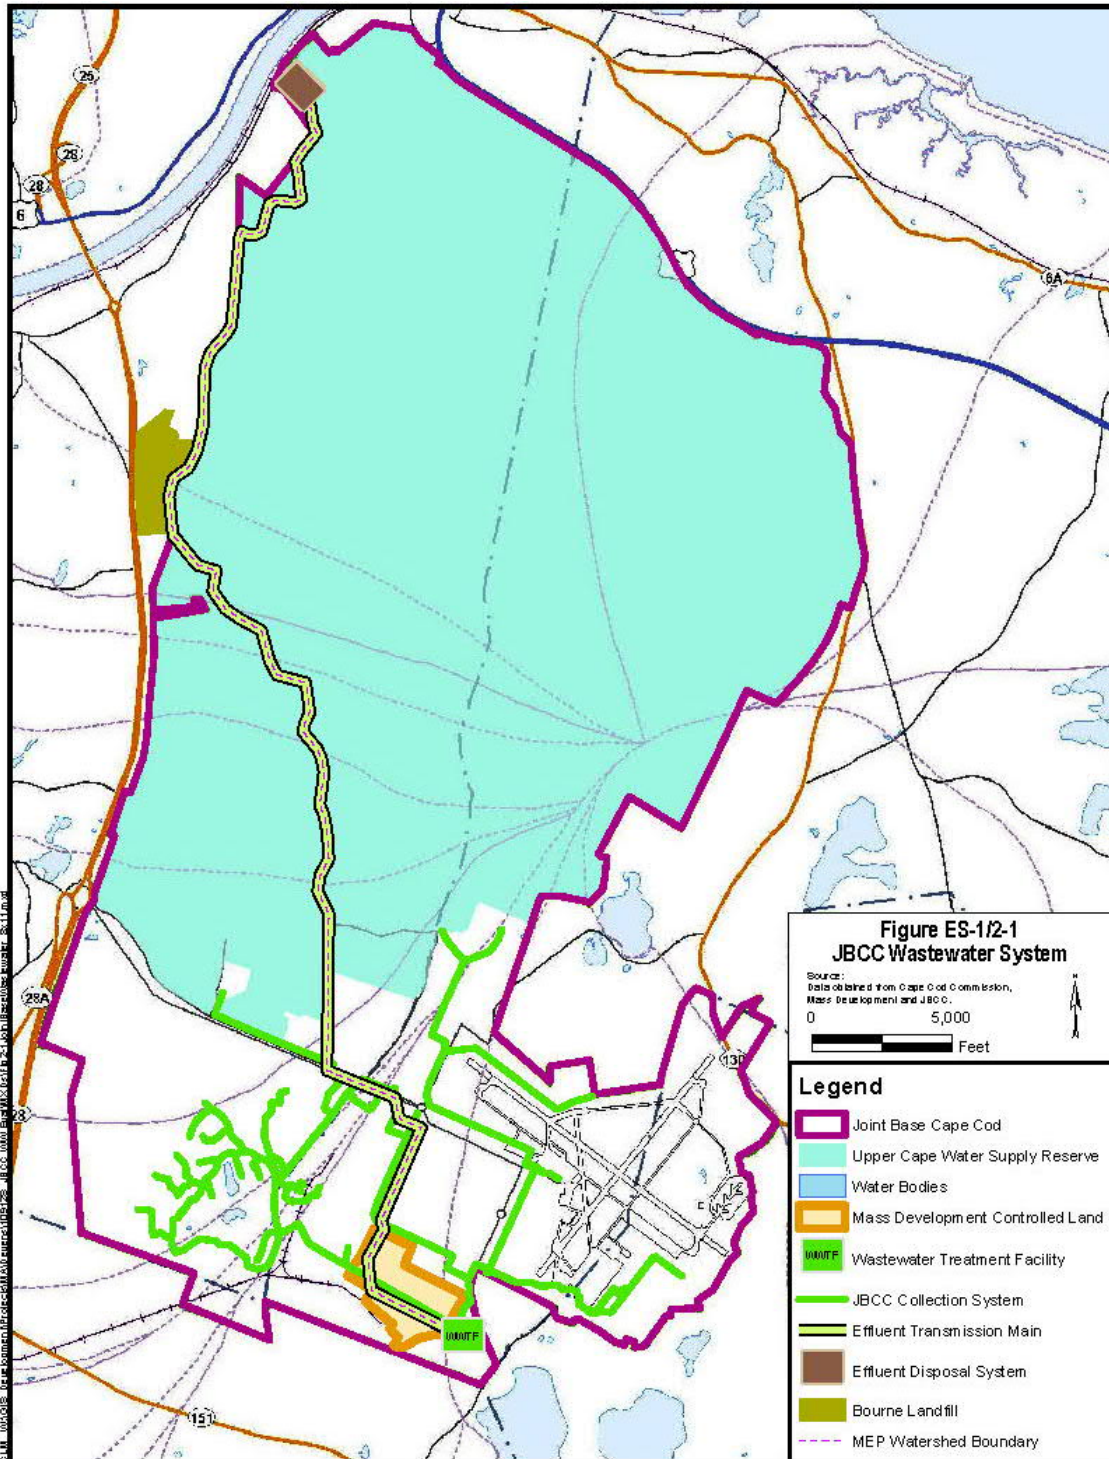 25
28
28
6
6A
28A
28
130
151
WWTF
Figure ES-1/2-1
JBCC Wastewater System
Source:
Data obtained from Cape Cod Commission,
Mass Development and JBCC.
0 5,000
Feet
N
Legend
Joint Base Cape Cod
Upper Cape Water Supply Reserve
Water Bodies
Mass Development Controlled Land
WWTF Wastewater Treatment Facility
JBCC Collection System
Effluent Transmission Main
Effluent Disposal System
Bourne Landfill
MEP Watershed Boundary